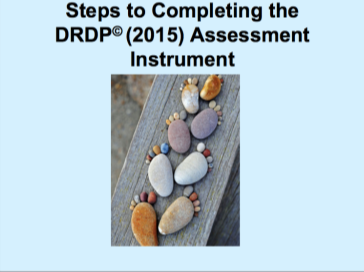 Steps to Completing the
DRDP© (2015) Assessment
Instrument